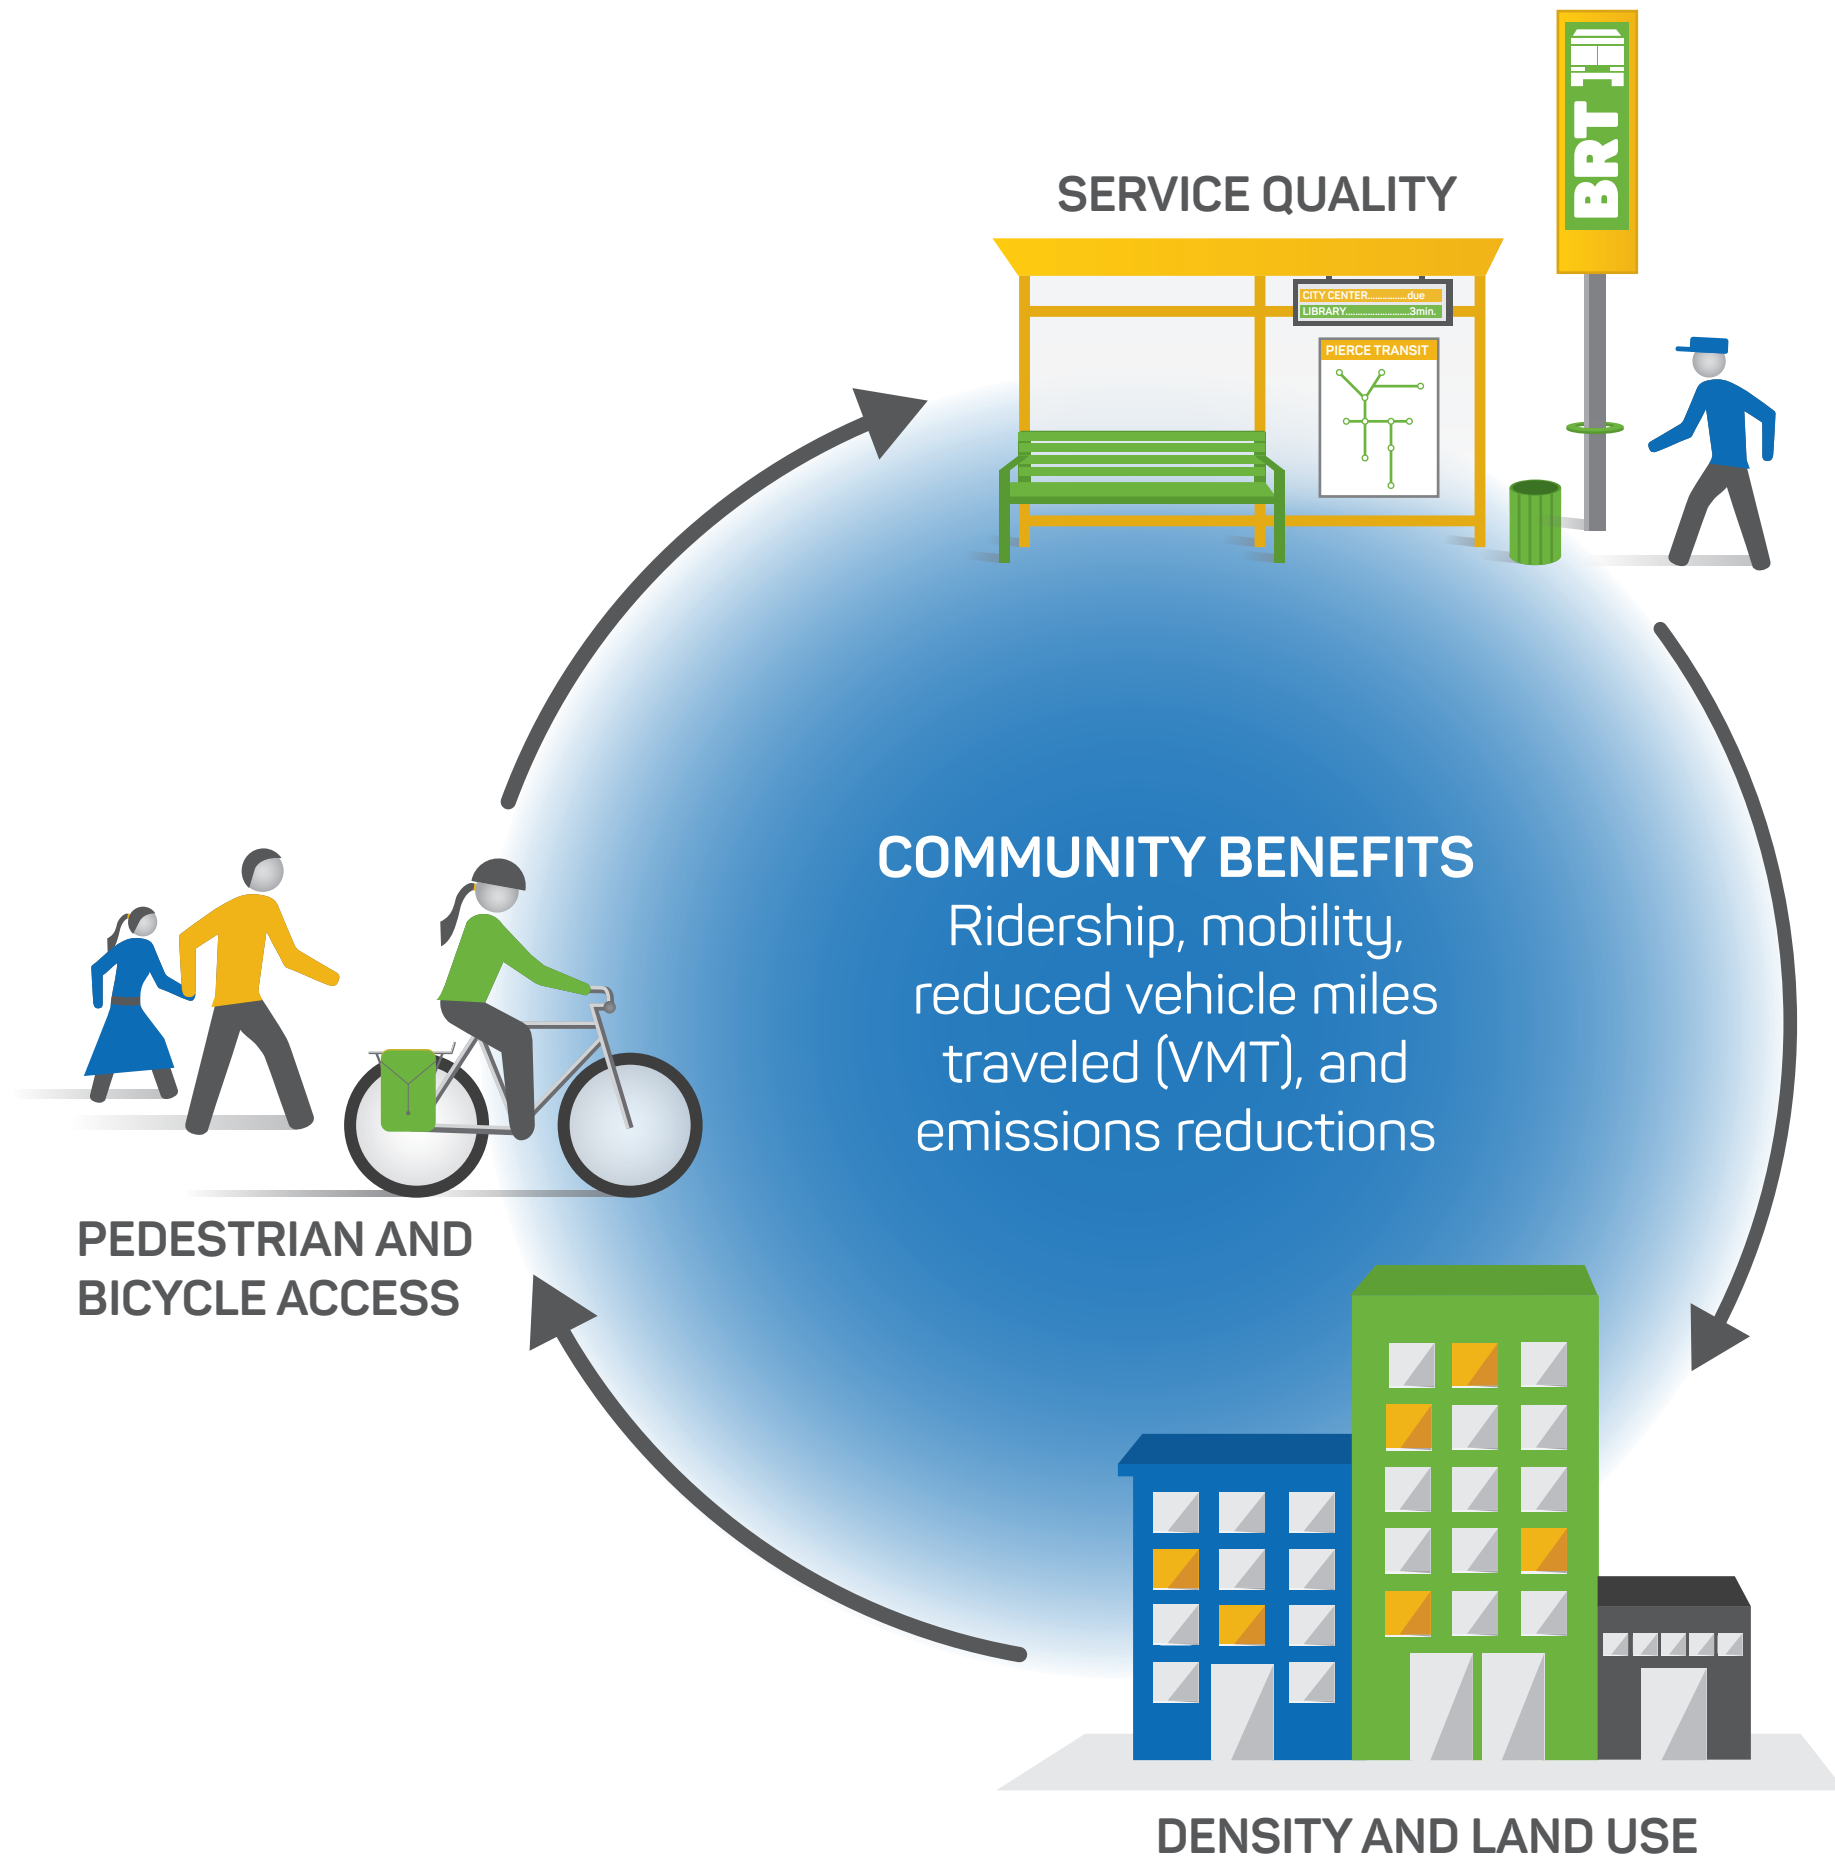 BRT
SERVICE QUALITY
CITY CENTER...............due
LIBRARY.........................3min.
PIERCE TRANSIT
COMMUNITY BENEFITS
Ridership, mobility,
reduced vehicle miles
traveled (VMT), and
emissions reductions
PEDESTRIAN AND
BICYCLE ACCESS
DENSITY AND LAND USE